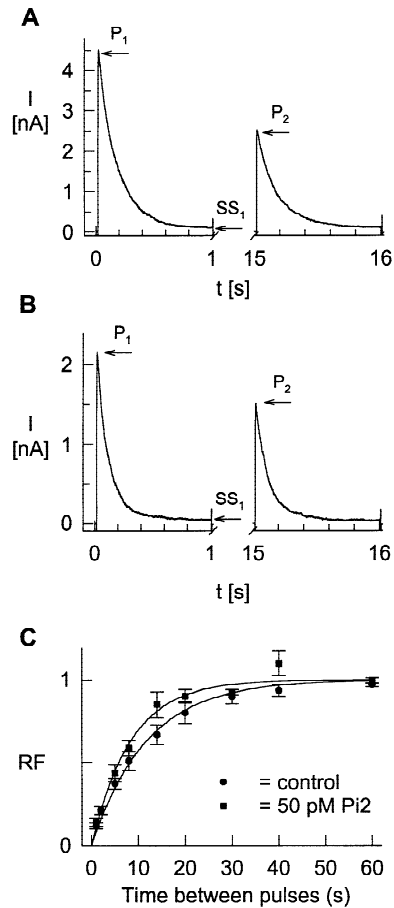 A
P1
4
I
3
[nA]
2
P2
1
SS1
0
0 1 15 16
t [s]
B
P1
2
P2
I
1
[nA]
SS1
0
0 1 15 16
t [s]
C
1
RF
= control
= 50 pM Pi2
0
0 10 20 30 40 50 60
Time between pulses (s)